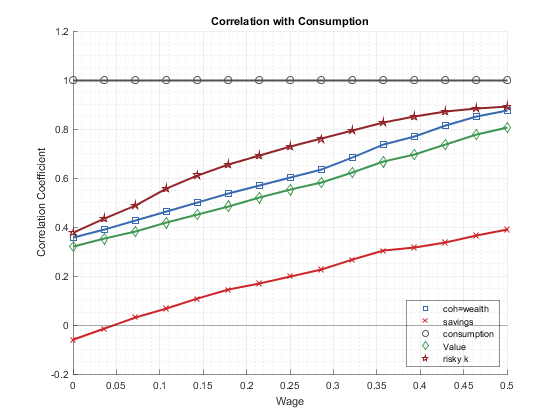 Correlation with Consumption
1.2
1
0.8
0.6
0.4
0.2
0
-0.2
Correlation Coefficient
0 0.05 0.1 0.15 0.2 0.25 0.3 0.35 0.4 0.45 0.5
Wage
coh=wealth
savings
consumption
Value
risky k